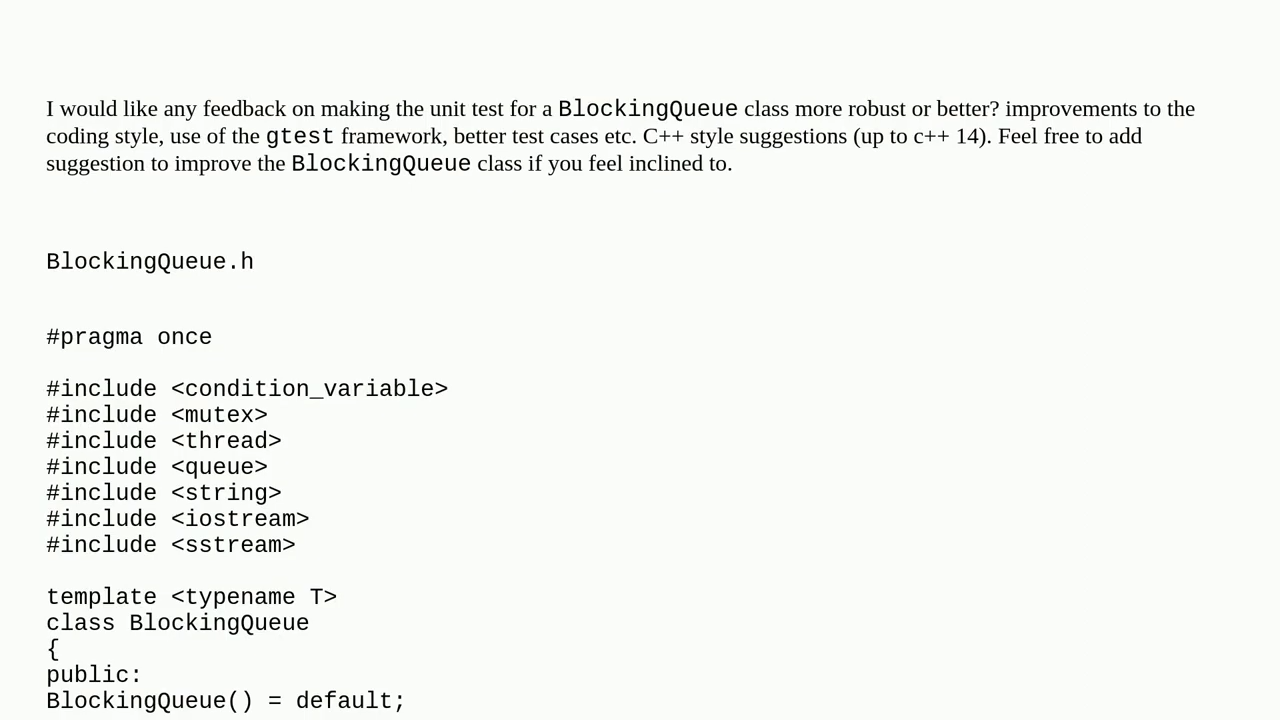 I would like any feedback on making the unit test for a BlockingQueue class more robust or better? improvements to the
coding style, use of the gtest framework, better test cases etc. C++ style suggestions (up to c++ 14). Feel free to add
suggestion to improve the BlockingQueue class if you feel inclined to.
BlockingQueue.h
#pragma once
#include <condition_variable>
#include <mutex>
#include <thread>
#include <queue>
#include <string>
#include <iostream>
#include <sstream>
template <typename T>
class BlockingQueue
{
public:
BlockingQueue() = default;